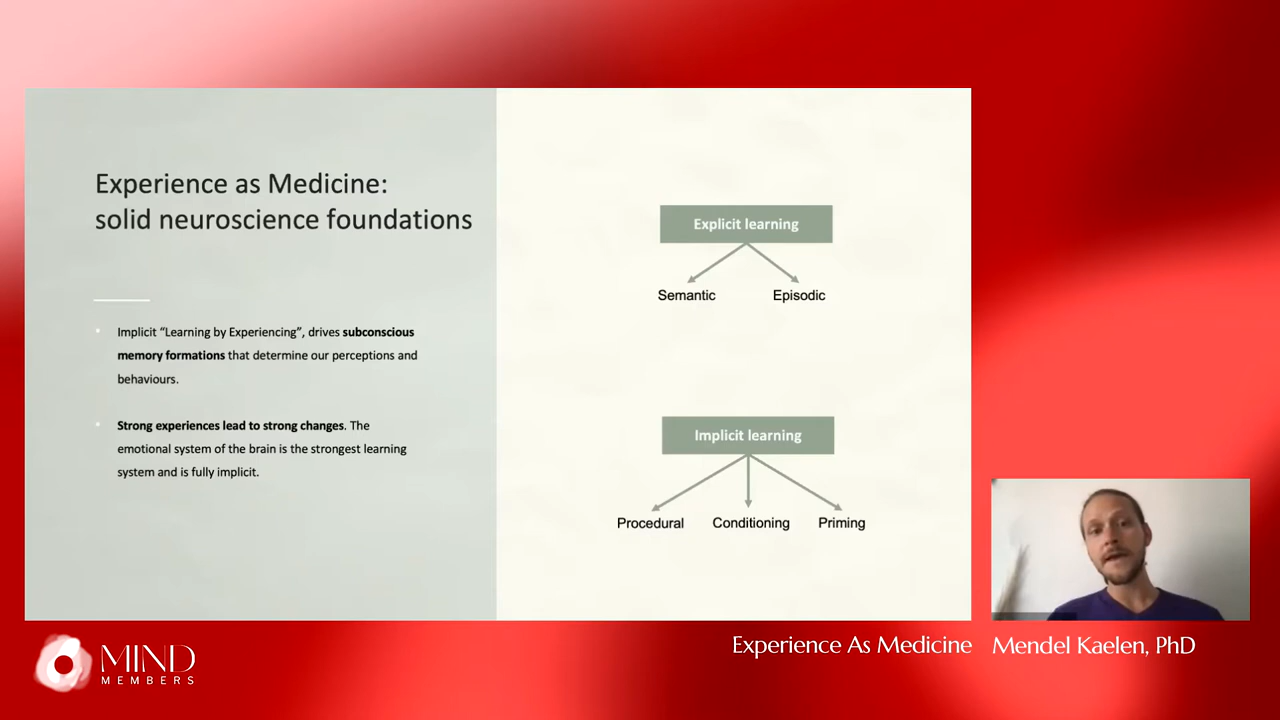 Experience as Medicine:
solid neuroscience foundations
Implicit “Learning by Experiencing”, drives subconscious
memory formations that determine our perceptions and
behaviours.
Strong experiences lead to strong changes. The
emotional system of the brain is the strongest learning
system and is fully implicit.
Explicit learning
Semantic
Episodic
Implicit learning
Procedural
Conditioning
Priming
Experience As Medicine
Mendel Kaelen, PhD
MIND
MEMBERS